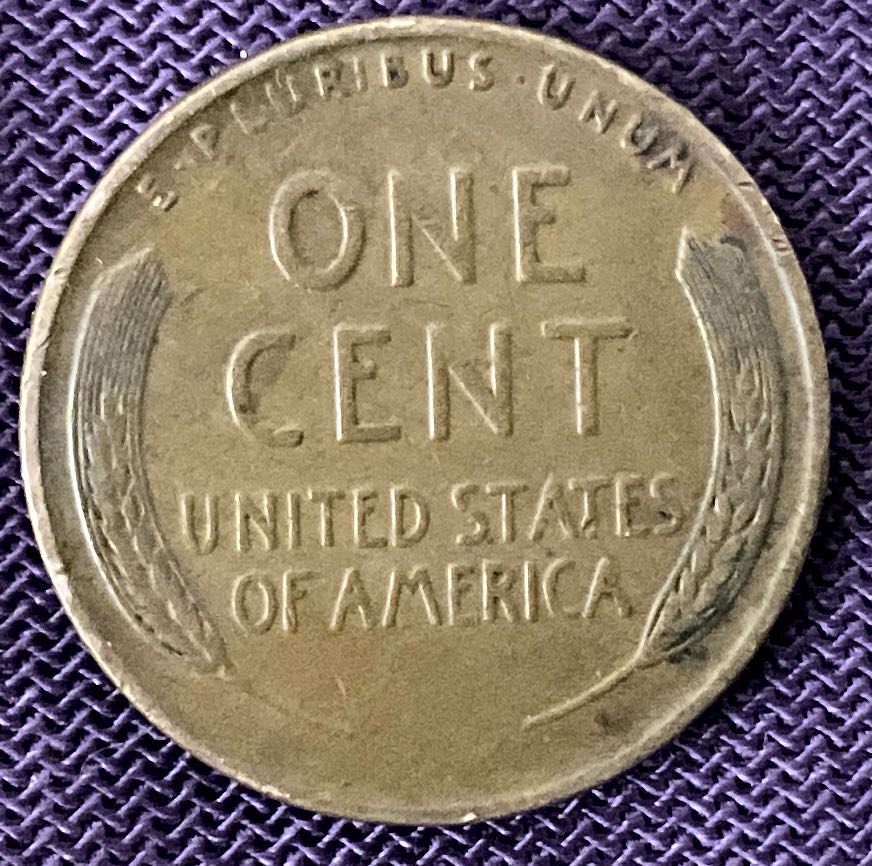 E·PLURIBUS·UNUM
ONE
CENT
UNITED STATES
OF AMERICA